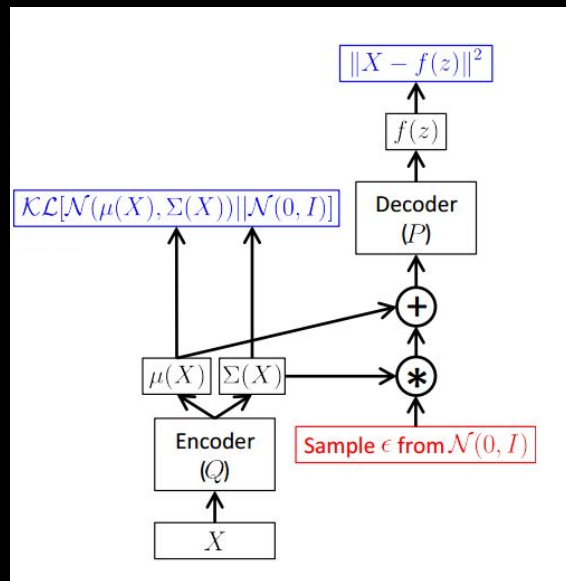 ‖X − f(z)‖²
f(z)
𝒦ℒ[𝒩(μ(X), Σ(X))||𝒩(0, I)]
Decoder
(P)
+
μ(X)
Σ(X)
*
Encoder
(Q)
Sample ϵ from 𝒩(0, I)
X